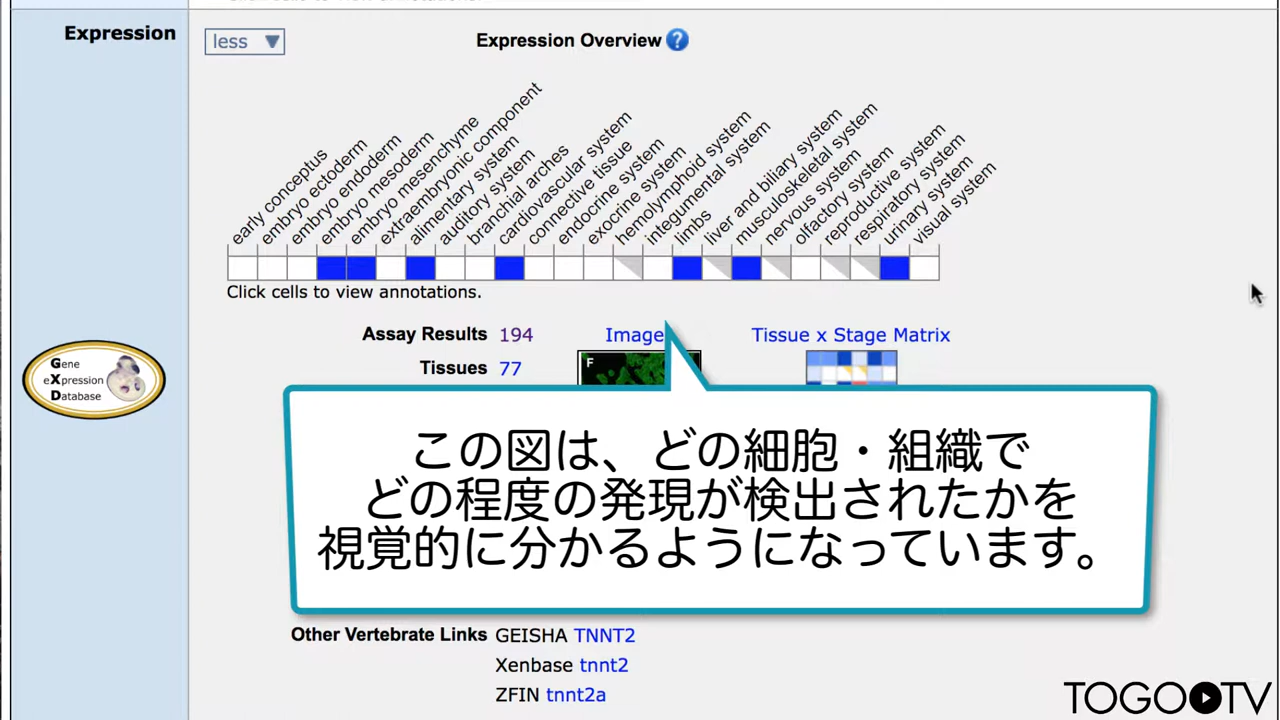 Expression
less
Expression Overview ?
early conceptus
embryo ectoderm
embryo endoderm
embryo mesoderm
embryo mesenchyme
extraembryonic component
alimentary system
auditory system
branchial arches
cardiovascular system
connective tissue
endocrine system
exocrine system
hemolymphoid system
integumental system
limbs
liver and biliary system
musculoskeletal system
nervous system
olfactory system
reproductive system
respiratory system
urinary system
visual system
Click cells to view annotations.
Assay Results 194
Image
Tissue x Stage Matrix
Tissues 77
F
Gene
eXpression
Database
この図は、どの細胞・組織で
どの程度の発現が検出されたかを
視覚的に分かるようになっています。
Other Vertebrate Links GEISHA TNNT2
Xenbase tnnt2
ZFIN tnnt2a
TOGO TV